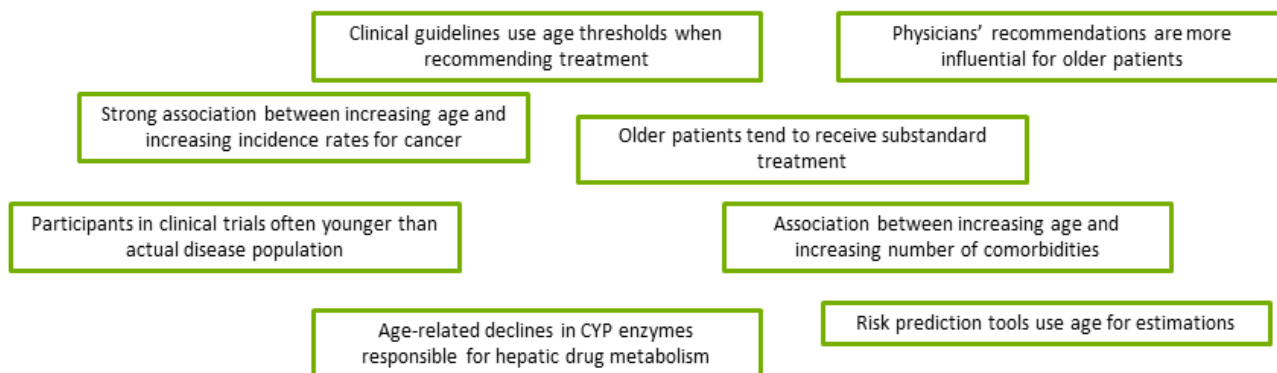 Clinical guidelines use age thresholds when
recommending treatment
Physicians' recommendations are more
influential for older patients
Strong association between increasing age and
increasing incidence rates for cancer
Older patients tend to receive substandard
treatment
Participants in clinical trials often younger than
actual disease population
Association between increasing age and
increasing number of comorbidities
Age-related declines in CYP enzymes
responsible for hepatic drug metabolism
Risk prediction tools use age for estimations